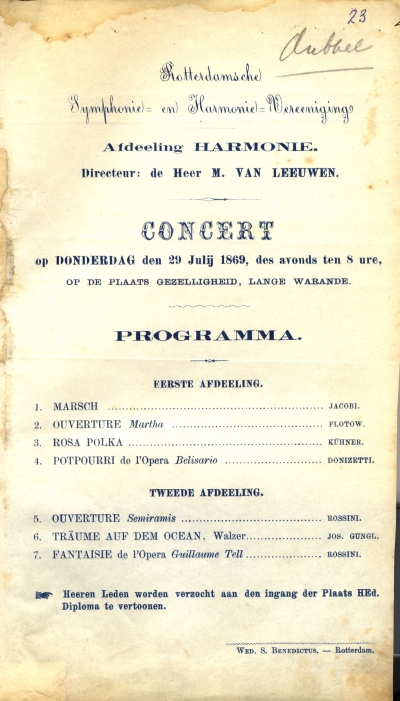 23
dubbel
Rotterdamsche
Symphonie= en Harmonie=Vereeniging
Afdeeling HARMONIE.
Directeur: de Heer M. VAN LEEUWEN.
CONCERT
op DONDERDAG den 29 Julij 1869, des avonds ten 8 ure,
OP DE PLAATS GEZELLIGHEID, LANGE WARANDE.
PROGRAMMA.
EERSTE AFDEELING.
1. MARSCH ........ JACOBI.
2. OUVERTURE Martha ........ FLOTOW.
3. ROSA POLKA ........ KÜHNER.
4. POTPOURRI de l'Opera Belisario ........ DONIZETTI.
TWEEDE AFDEELING.
5. OUVERTURE Semiramis ........ ROSSINI.
6. TRÄUME AUF DEM OCEAN, Walzer ........ JOS. GUNGL.
7. FANTAISIE de l'Opera Guillaume Tell ........ ROSSINI.
☛ Heeren Leden worden verzocht aan den ingang der Plaats HEd.
Diploma te vertoonen.
WED. S. BENEDICTUS, — Rotterdam.